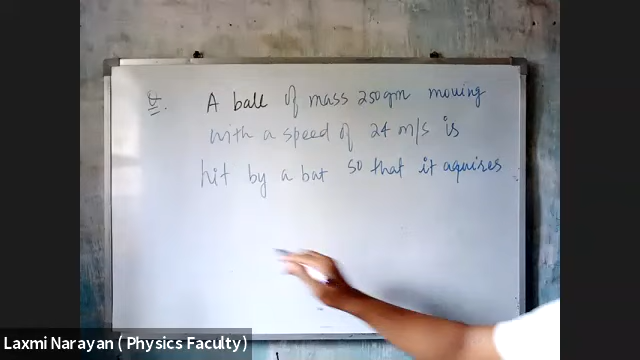 Q. A ball of mass 250gm moving
with a speed of 24 m/s is
hit by a bat so that it aquires
Laxmi Narayan ( Physics Faculty)